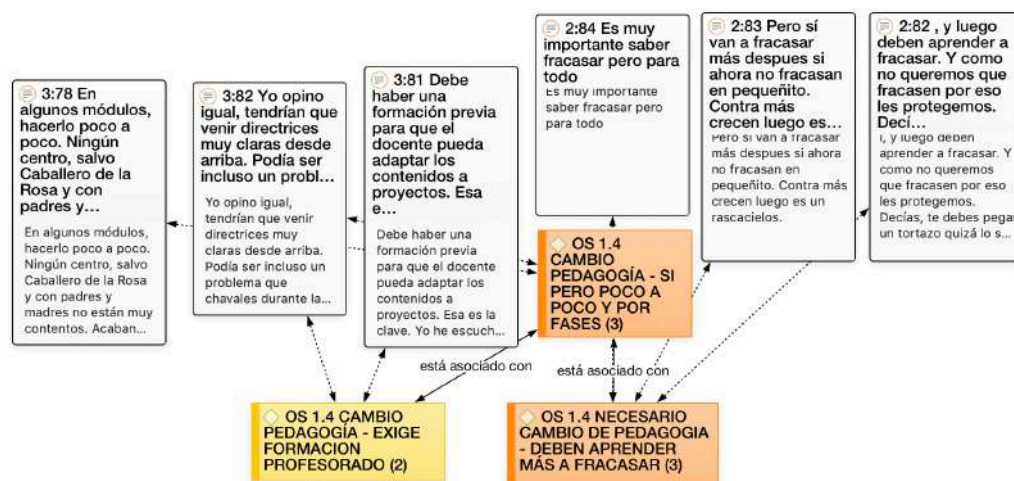 3:78 En
algunos módulos,
hacerlo poco a
poco. Ningún
centro, salvo
Caballero de la
Rosa y con
padres y...
En algunos módulos,
hacerlo poco a poco.
Ningún centro, salvo
Caballero de la Rosa
y con padres y
madres no están muy
contentos. Acaban...
3:82 Yo opino
igual, tendrían que
venir directrices
muy claras desde
arriba. Podía ser
incluso un probl...
Yo opino igual,
tendrían que venir
directrices muy
claras desde arriba.
Podía ser incluso un
problema que
chavales durante la...
3:81 Debe
haber una
formación previa
para que el
docente pueda
adaptar los
contenidos a
proyectos. Esa
e...
Debe haber una
formación previa
para que el docente
pueda adaptar los
contenidos a
proyectos. Esa es la
clave. Yo he escuch...
2:84 Es muy
importante saber
fracasar pero para
todo
Es muy importante
saber fracasar pero
para todo
2:83 Pero sí
van a fracasar
más despues si
ahora no fracasan
en pequeñito.
Contra más
crecen luego es...
Pero si van a fracasar
más despues si ahora
no fracasan en
pequeñito. Contra más
crecen luego es un
rascacielos.
2:82 , y luego
deben aprender a
fracasar. Y como
no queremos que
fracasen por eso
les protegemos.
Decí...
, y luego deben
aprender a fracasar. Y
como no queremos
que fracasen por eso
les protegemos.
Decías, te debes pegar
un tortazo quizá lo s...
OS 1.4
CAMBIO
PEDAGOGÍA - SI
PERO POCO A
POCO Y POR
FASES (3)
está asociado con
está asociado con
OS 1.4 CAMBIO
PEDAGOGÍA - EXIGE
FORMACION
PROFESORADO (2)
OS 1.4 NECESARIO
CAMBIO DE PEDAGOGIA
- DEBEN APRENDER
MÁS A FRACASAR (3)